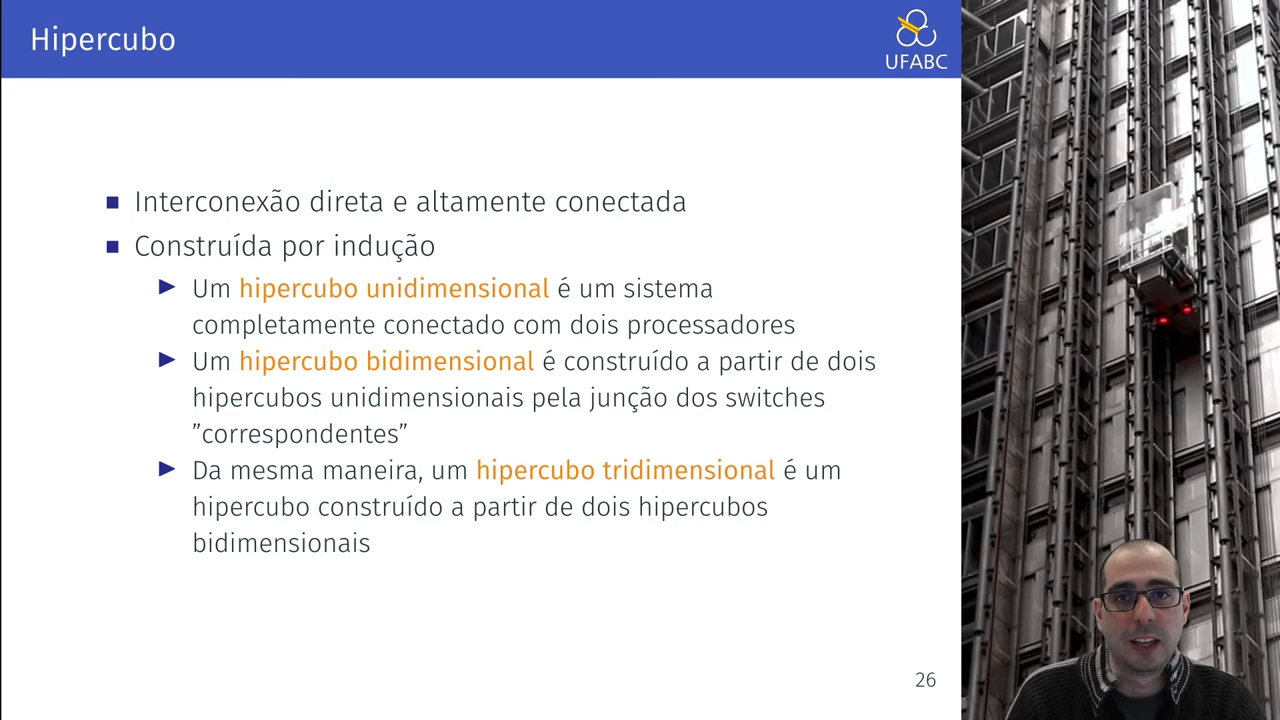 Hipercubo
UFABC
Interconexão direta e altamente conectada
Construída por indução
Um hipercubo unidimensional é um sistema
completamente conectado com dois processadores
Um hipercubo bidimensional é construído a partir de dois
hipercubos unidimensionais pela junção dos switches
”correspondentes”
Da mesma maneira, um hipercubo tridimensional é um
hipercubo construído a partir de dois hipercubos
bidimensionais
26